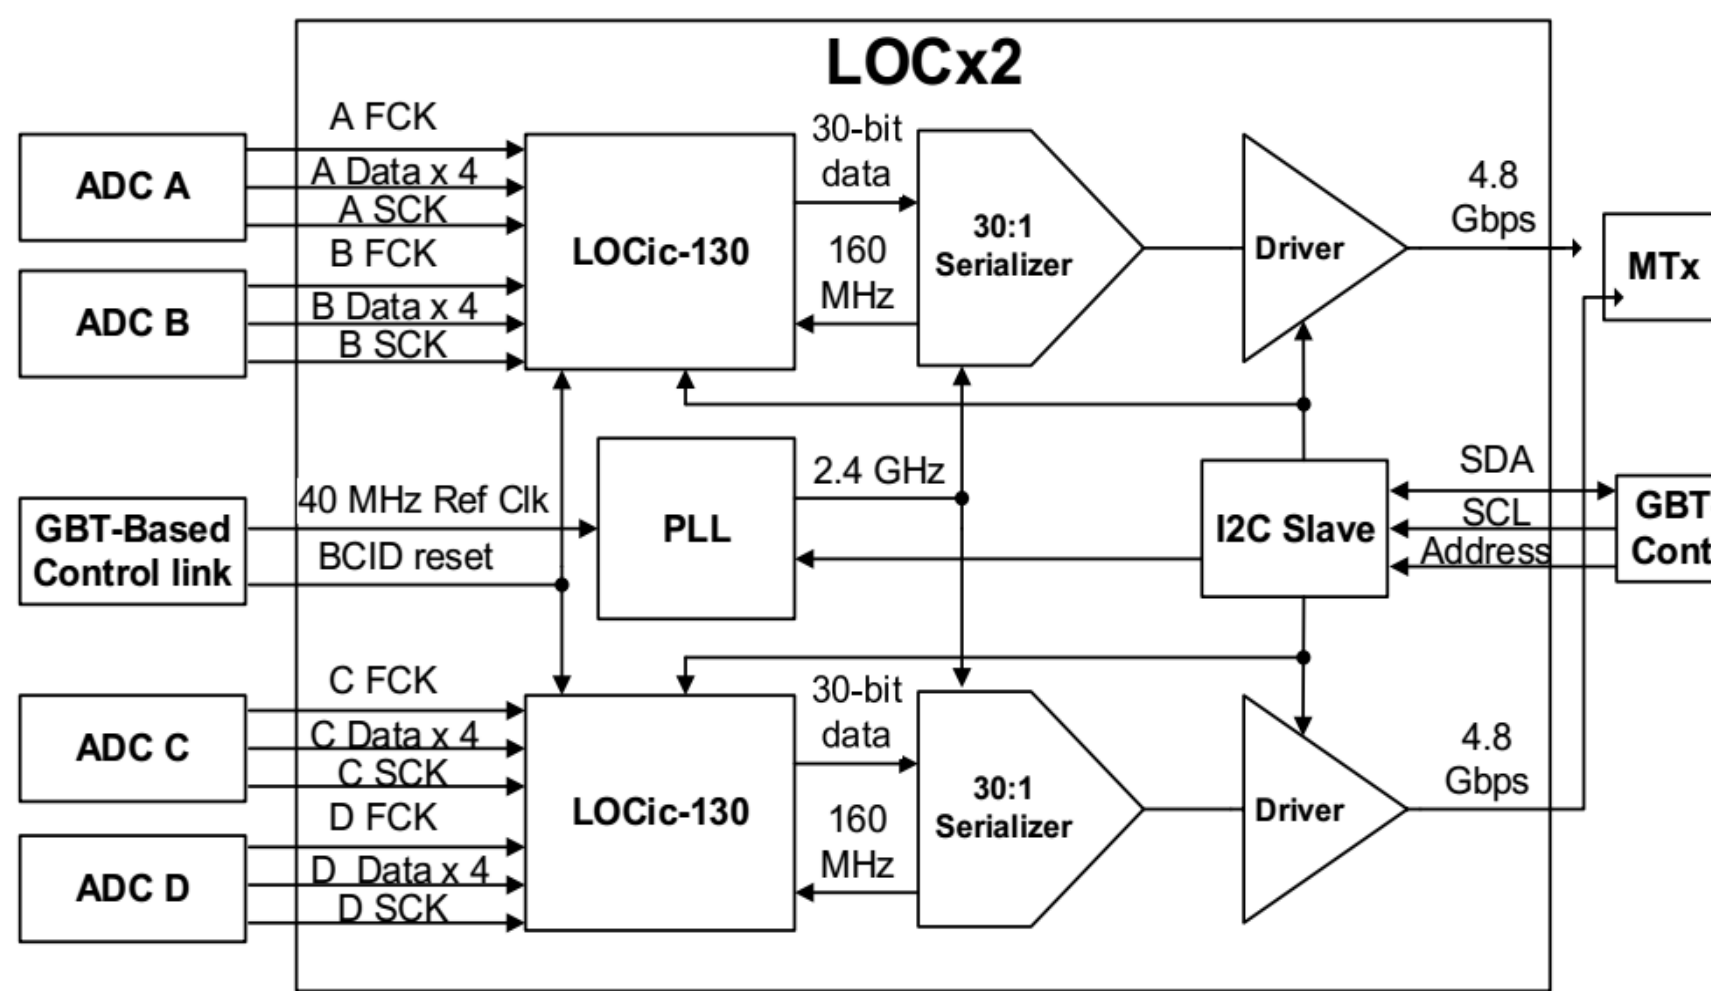 LOCx2
A FCK
ADC A
A Data x 4
A SCK
B FCK
ADC B
B Data x 4
B SCK
LOCic-130
30-bit
data
160
MHz
30:1
Serializer
Driver
4.8
Gbps
MTx
GBT-Based
Control link
40 MHz Ref Clk
BCID reset
PLL
2.4 GHz
I2C Slave
SDA
SCL
Address
GBT
Cont
C FCK
ADC C
C Data x 4
C SCK
D FCK
ADC D
D Data x 4
D SCK
LOCic-130
30-bit
data
160
MHz
30:1
Serializer
Driver
4.8
Gbps